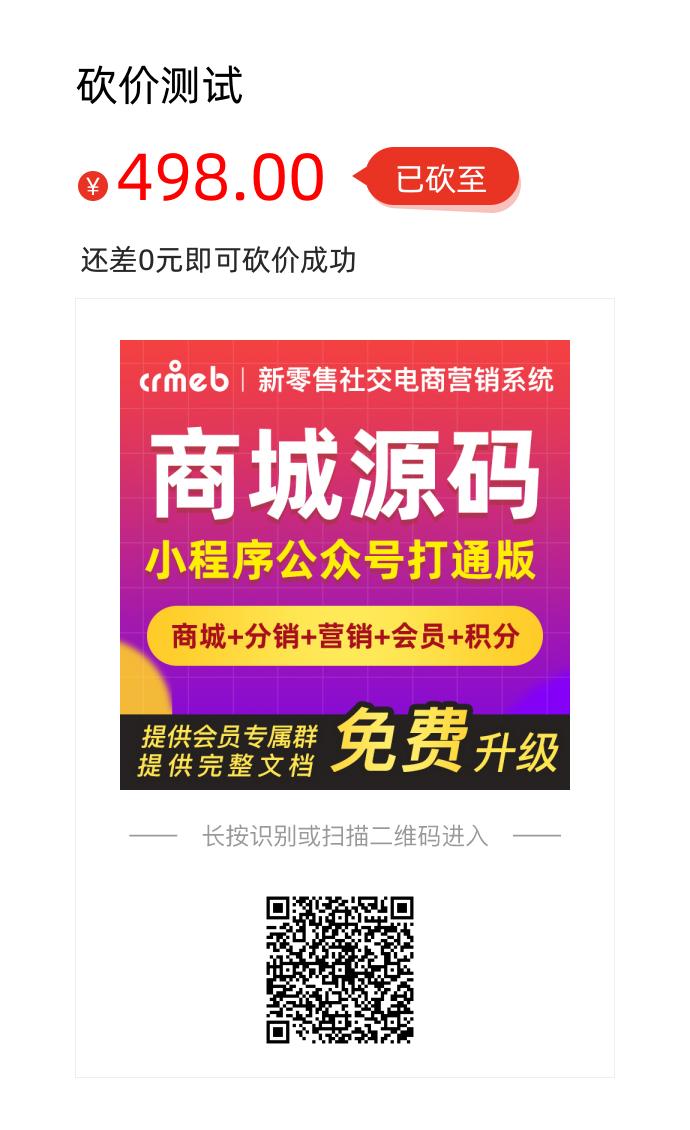 砍价测试
¥ 498.00 已砍至
还差0元即可砍价成功
crmeb | 新零售社交电商营销系统
商城源码
小程序公众号打通版
商城+分销+营销+会员+积分
提供会员专属群
提供完整文档
免费升级
长按识别或扫描二维码进入